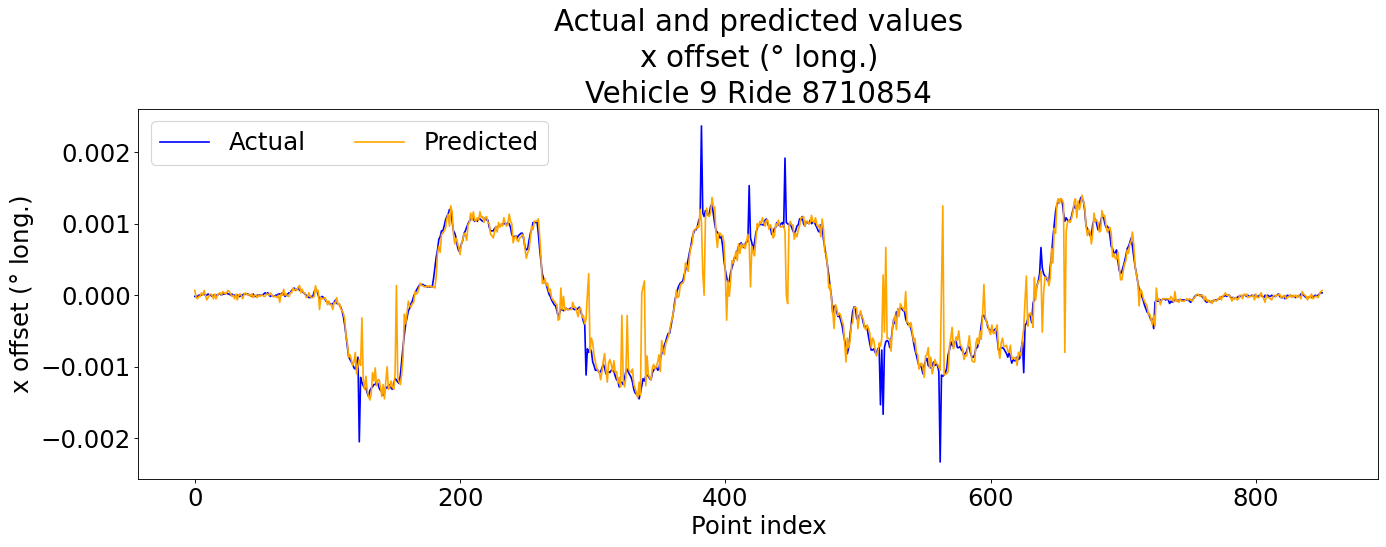 Actual and predicted values
x offset (° long.)
Vehicle 9 Ride 8710854
Actual
Predicted
x offset (° long.)
0.002
0.001
0.000
−0.001
−0.002
0
200
400
600
800
Point index